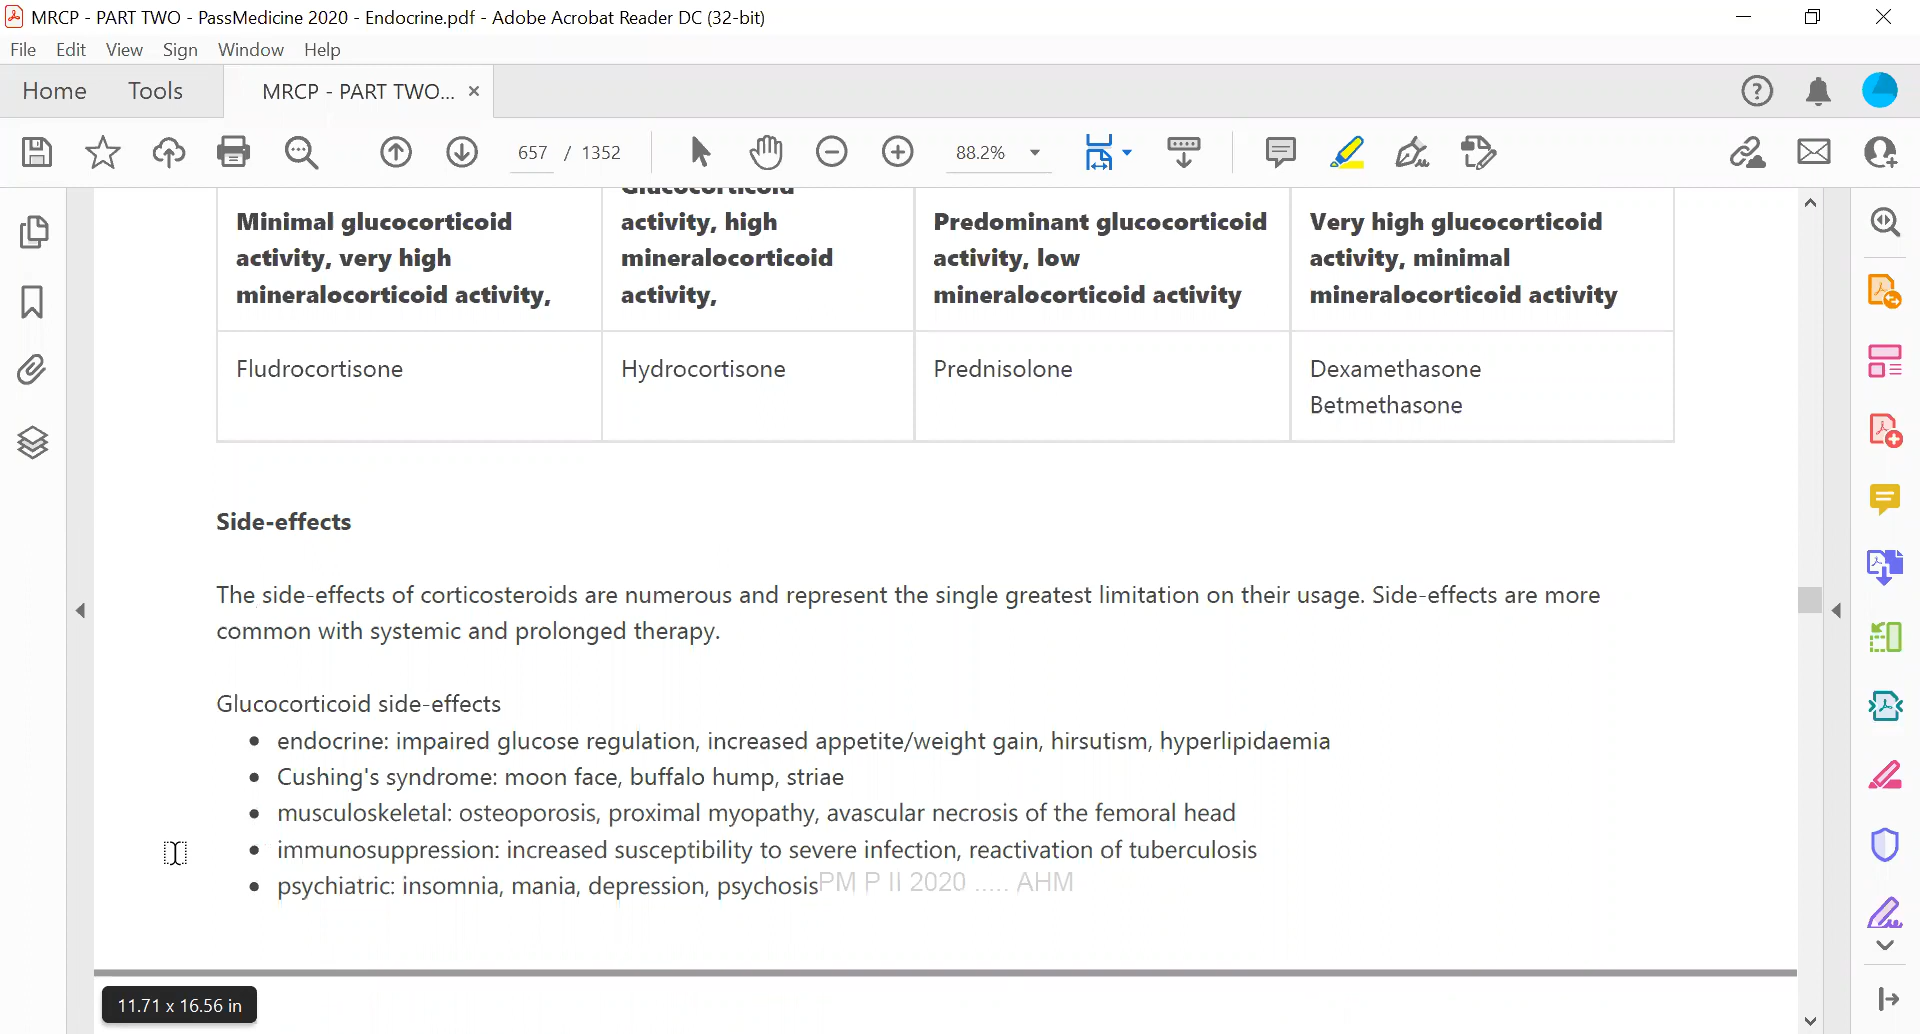 MRCP - PART TWO - PassMedicine 2020 - Endocrine.pdf - Adobe Acrobat Reader DC (32-bit)
File Edit View Sign Window Help
Home Tools MRCP - PART TWO...
657 / 1352 88.2%
Glucocorticoid
Minimal glucocorticoid
activity, very high
mineralocorticoid activity,
activity, high
mineralocorticoid
activity,
Predominant glucocorticoid
activity, low
mineralocorticoid activity
Very high glucocorticoid
activity, minimal
mineralocorticoid activity
Fludrocortisone
Hydrocortisone
Prednisolone
Dexamethasone
Betmethasone
Side-effects
The side-effects of corticosteroids are numerous and represent the single greatest limitation on their usage. Side-effects are more
common with systemic and prolonged therapy.
Glucocorticoid side-effects
• endocrine: impaired glucose regulation, increased appetite/weight gain, hirsutism, hyperlipidaemia
• Cushing's syndrome: moon face, buffalo hump, striae
• musculoskeletal: osteoporosis, proximal myopathy, avascular necrosis of the femoral head
• immunosuppression: increased susceptibility to severe infection, reactivation of tuberculosis
• psychiatric: insomnia, mania, depression, psychosis
PM P II 2020 ..... AHM
11.71 x 16.56 in